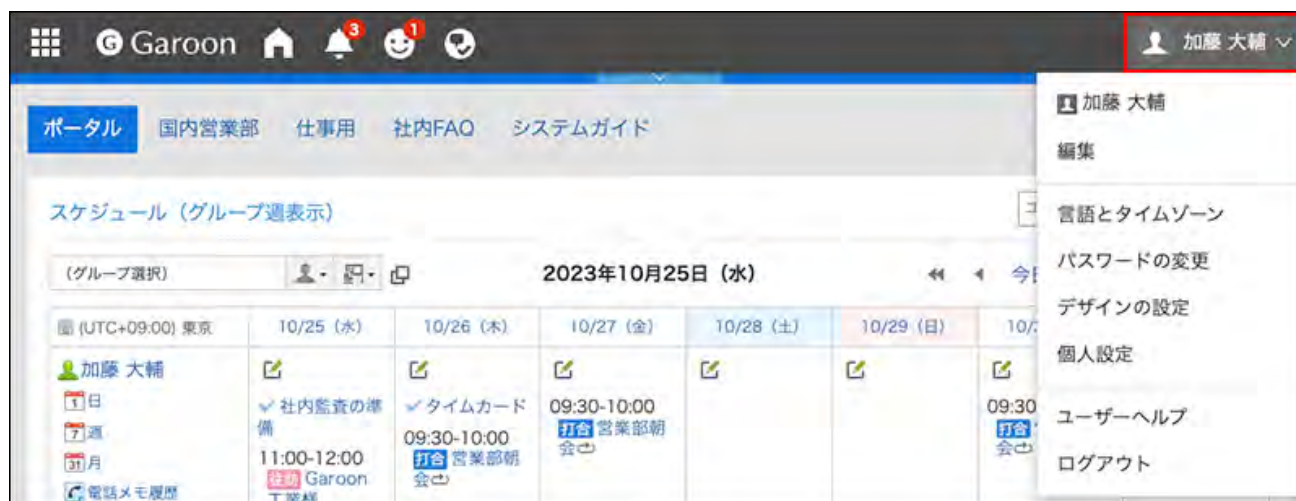 G Garoon 3 1 加藤 大輔
ポータル 国内営業部 仕事用 社内FAQ システムガイド
加藤 大輔
編集
言語とタイムゾーン
パスワードの変更
デザインの設定
個人設定
ユーザーヘルプ
ログアウト
スケジュール（グループ週表示）
(グループ選択) 2023年10月25日（水）
(UTC+09:00) 東京 10/25（水） 10/26（木） 10/27（金） 10/28（土） 10/29（日）
加藤 大輔
1 日
7 週
31 月
電話メモ履歴
社内監査の準
備
11:00-12:00
往訪 Garoon
工業様
タイムカード
09:30-10:00
打合 営業部朝
会
09:30-10:00
打合 営業部朝
会
09:30
打合
会